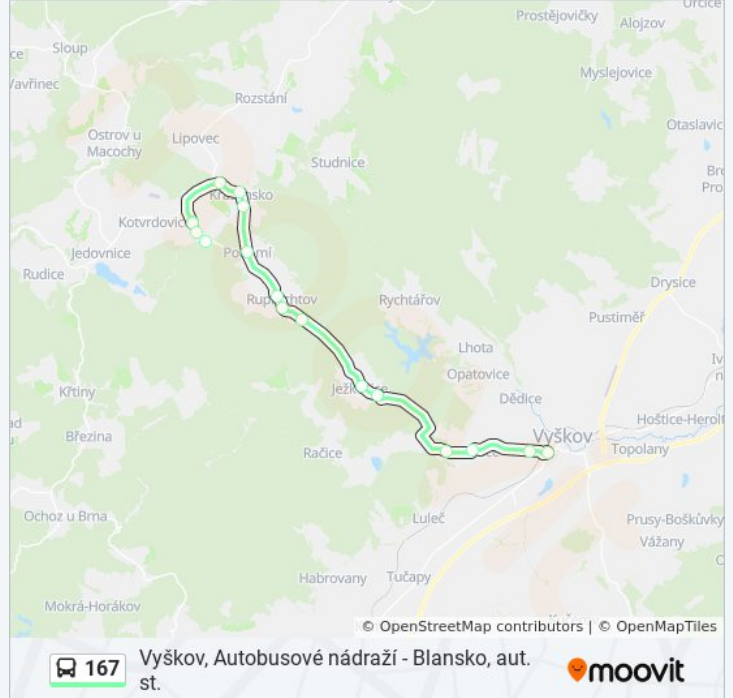 Prostějovičky
Určice
Alojzov
Sloup
Myslejovice
Rozstání
Otaslavic
Ostrov u
Macochy
Lipovec
Studnice
Kotvrdovic
Jedovnice
Rudice
Drysice
Rychtářov
Pustiměř
Lhota
Opatovice
Dědice
Křtiny
Hoštice-Herolt
Březina
Vyškov
Topolany
Račice
Ochoz u Brna
Luleč
Prusy-Boškůvky
Vážany
Habrovany
Tučapy
Mokrá-Horákov
© OpenStreetMap contributors | © OpenMapTiles
167
Vyškov, Autobusové nádraží - Blansko, aut.
st.
moovit